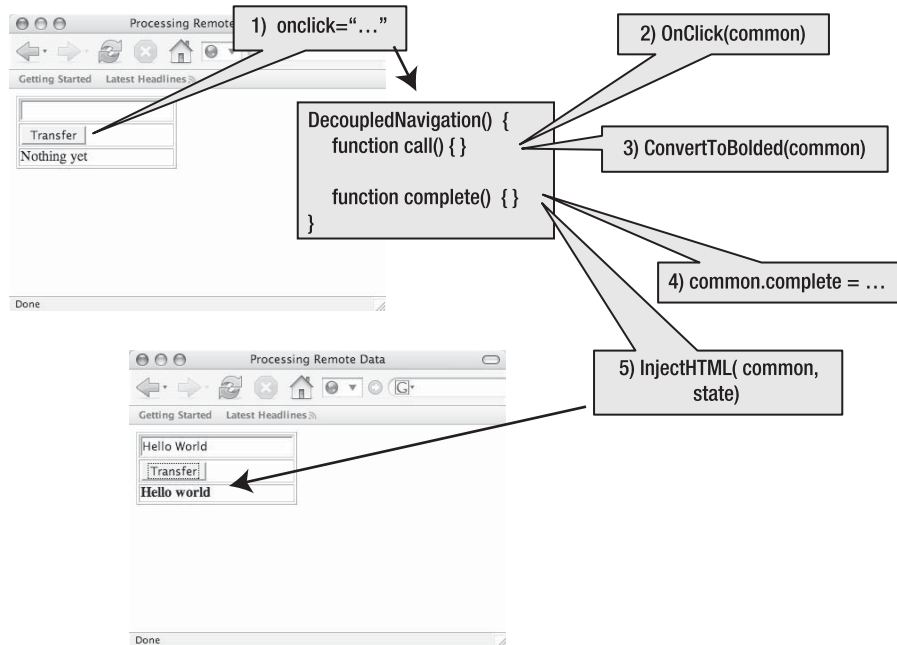 Processing Remote
1) onclick="…"
2) OnClick(common)
Getting Started Latest Headlines
Transfer
Nothing yet
Done
DecoupledNavigation() {
function call() { }
function complete() { }
}
3) ConvertToBolded(common)
4) common.complete = …
5) InjectHTML( common,
state)
Processing Remote Data
G
Getting Started Latest Headlines
Hello World
Transfer
Hello world
Done